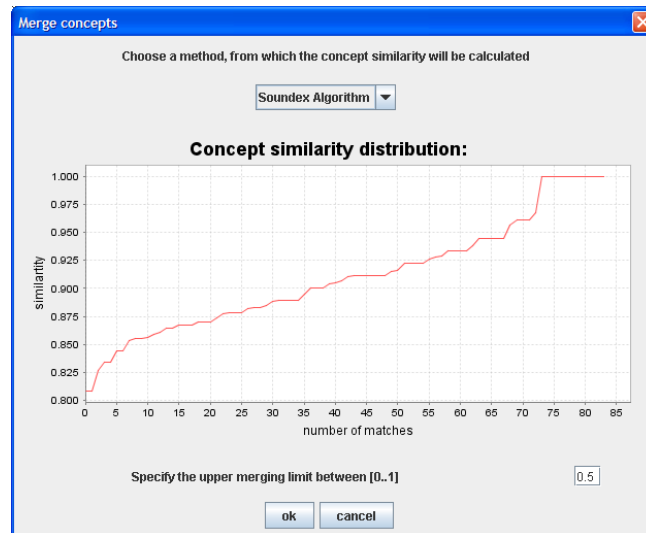 Merge concepts
Choose a method, from which the concept similarity will be calculated
Soundex Algorithm
Concept similarity distribution:
1.000
0.975
0.950
0.925
0.900
0.875
0.850
0.825
0.800
similartity
0 5 10 15 20 25 30 35 40 45 50 55 60 65 70 75 80 85
number of matches
Specify the upper merging limit between [0..1] 0.5
ok cancel